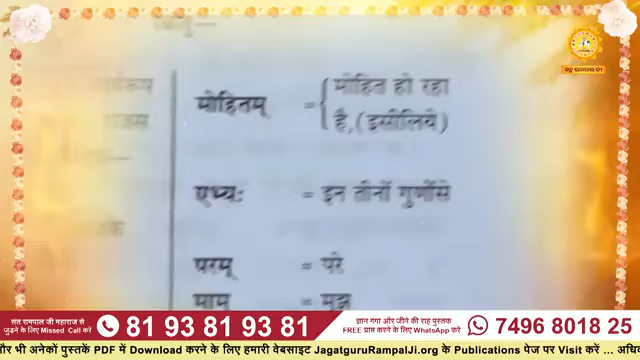 मोहितम् = मोहित हो रहा
है,(इसीलिये)
एभ्यः = इन तीनों गुणोंसे
परम् = परे
माम् = मुझ
संत रामपाल जी महाराज से
जुड़ने के लिए Missed Call करें
81 93 81 93 81
ज्ञान गंगा और जीने की राह पुस्तक
FREE प्राप्त करने के लिए WhatsApp करें
7496 8018 25
और भी अनेकों पुस्तकें PDF में Download करने के लिए हमारी वेबसाइट JagatguruRampalJi.org के Publications पेज पर Visit करें ...